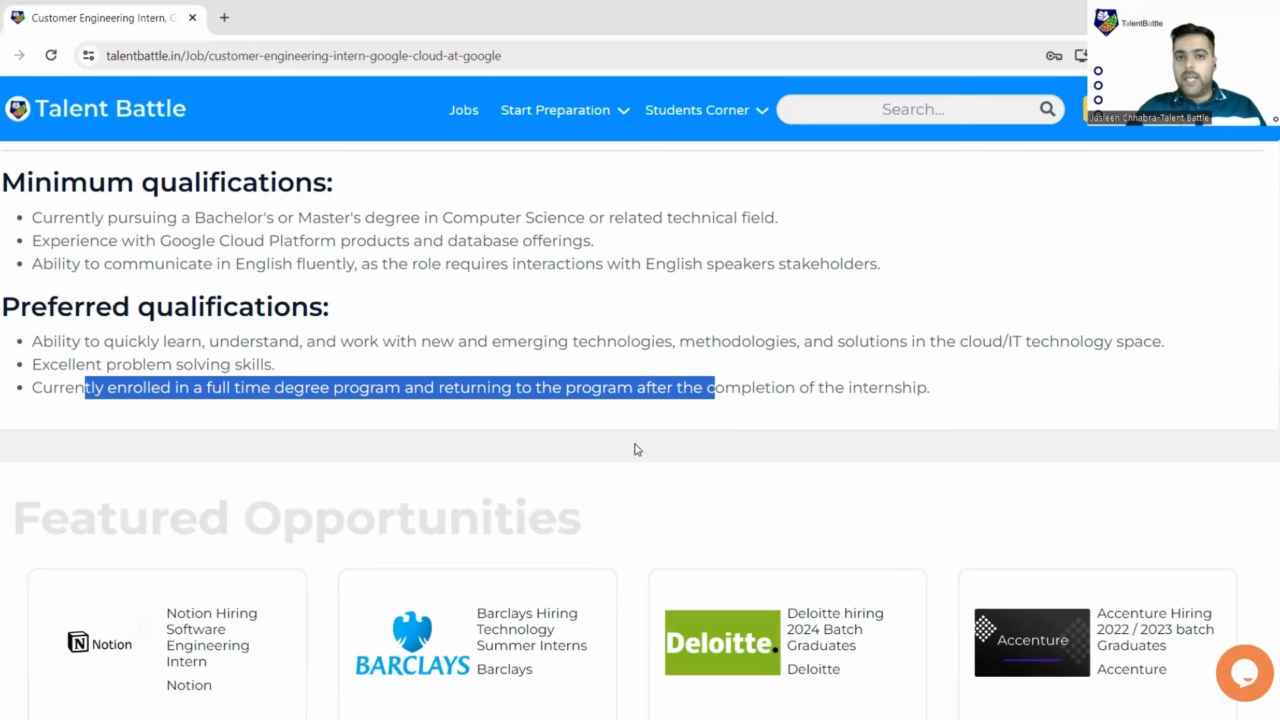 Customer Engineering Intern, G
talentbattle.in/Job/customer-engineering-intern-google-cloud-at-google
TalentBattle
Jasleen Chhabra-Talent Battle
Talent Battle
Jobs
Start Preparation
Students Corner
Search...
Minimum qualifications:
Currently pursuing a Bachelor's or Master's degree in Computer Science or related technical field.
Experience with Google Cloud Platform products and database offerings.
Ability to communicate in English fluently, as the role requires interactions with English speakers stakeholders.
Preferred qualifications:
Ability to quickly learn, understand, and work with new and emerging technologies, methodologies, and solutions in the cloud/IT technology space.
Excellent problem solving skills.
Currently enrolled in a full time degree program and returning to the program after the completion of the internship.
Featured Opportunities
Notion
Notion Hiring
Software
Engineering
Intern
Notion
BARCLAYS
Barclays Hiring
Technology
Summer Interns
Barclays
Deloitte.
Deloitte hiring
2024 Batch
Graduates
Deloitte
Accenture
Accenture Hiring
2022 / 2023 batch
Graduates
Accenture